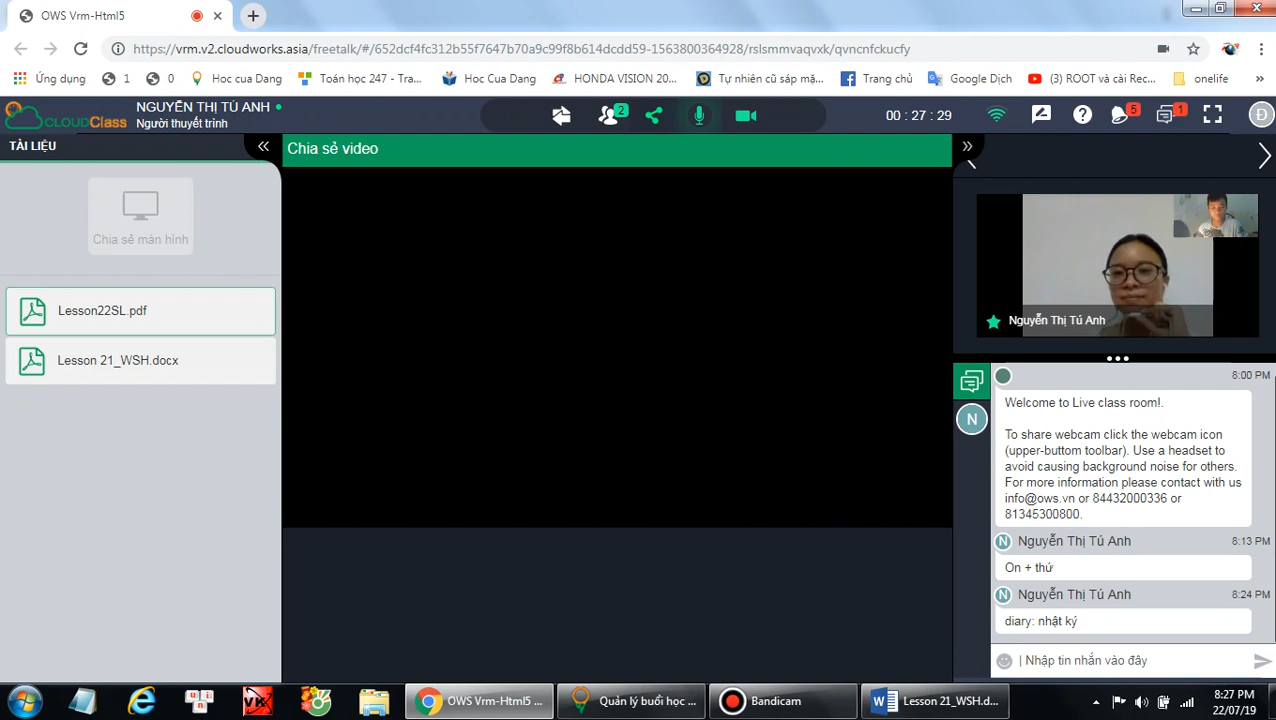 OWS Vrm-Html5
https://vrm.v2.cloudworks.asia/freetalk/#/652dcf4fc312b55f7647b70a9c99f8b614dcdd59-1563800364928/rslsmmvaqvxk/qvncnfckucfy
Ứng dụng 1 0 Hoc cua Dang Toán học 247 - Tra... Học Cua Dang HONDA VISION 20... Tự nhiên cũ sáp mặ... Trang chủ Google Dịch (3) ROOT và cài Rec... onelife »
CLOUDClass
NGUYỄN THỊ TÚ ANH
Người thuyết trình
2
00 : 27 : 29
5
1
Đ
TÀI LIỆU
Chia sẻ màn hình
Lesson22SL.pdf
Lesson 21_WSH.docx
Chia sẻ video
Nguyễn Thị Tú Anh
8:00 PM
Welcome to Live class room!.
To share webcam click the webcam icon
(upper-buttom toolbar). Use a headset to
avoid causing background noise for others.
For more information please contact with us
info@ows.vn or 84432000336 or
81345300800.
N
N Nguyễn Thị Tú Anh 8:13 PM
On + thứ
N Nguyễn Thị Tú Anh 8:24 PM
diary: nhật ký
Nhập tin nhắn vào đây
OWS Vrm-Html5 ... Quản lý buổi học ... Bandicam Lesson 21_WSH.d...
8:27 PM
22/07/19